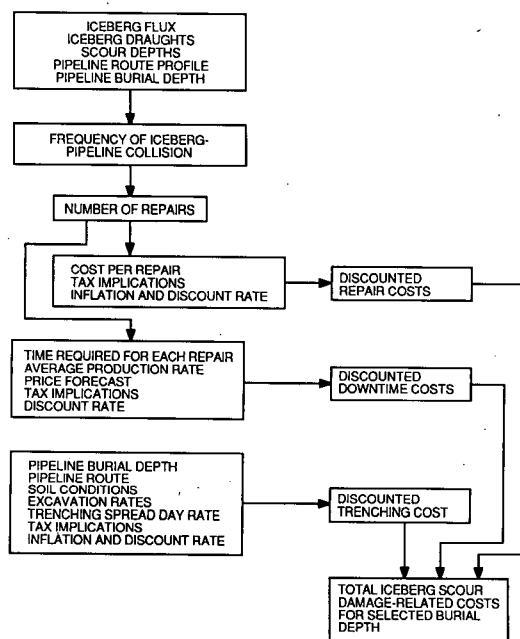 ICEBERG FLUX
ICEBERG DRAUGHTS
SCOUR DEPTHS
PIPELINE ROUTE PROFILE
PIPELINE BURIAL DEPTH
FREQUENCY OF ICEBERG-
PIPELINE COLLISION
NUMBER OF REPAIRS
COST PER REPAIR
TAX IMPLICATIONS
INFLATION AND DISCOUNT RATE
DISCOUNTED
REPAIR COSTS
TIME REQUIRED FOR EACH REPAIR
AVERAGE PRODUCTION RATE
PRICE FORECAST
TAX IMPLICATIONS
DISCOUNT RATE
DISCOUNTED
DOWNTIME COSTS
PIPELINE BURIAL DEPTH
PIPELINE ROUTE
SOIL CONDITIONS
EXCAVATION RATES
TRENCHING SPREAD DAY RATE
TAX IMPLICATIONS
INFLATION AND DISCOUNT RATE
DISCOUNTED
TRENCHING COST
TOTAL ICEBERG SCOUR
DAMAGE-RELATED COSTS
FOR SELECTED BURIAL
DEPTH